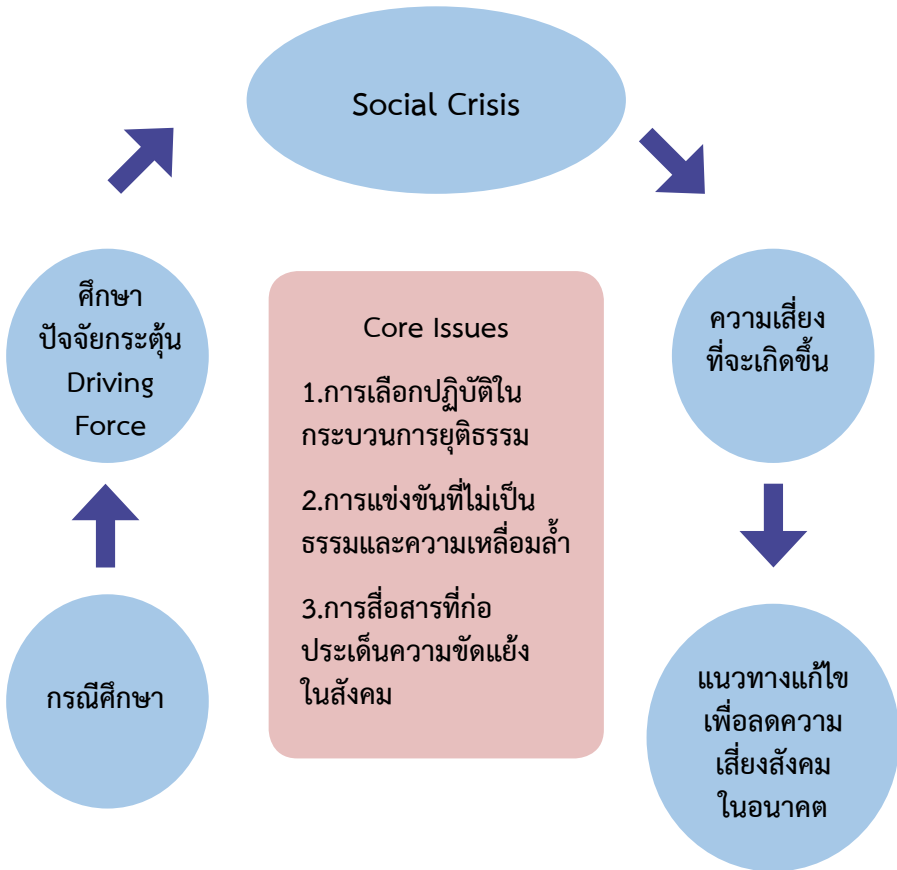 Social Crisis
ศึกษา
ปัจจัยกระตุ้น
Driving
Force
Core Issues
1.การเลือกปฏิบัติใน
กระบวนการยุติธรรม
2.การแข่งขันที่ไม่เป็น
ธรรมและความเหลื่อมล้ำ
3.การสื่อสารที่ก่อ
ประเด็นความขัดแย้ง
ในสังคม
ความเสี่ยง
ที่จะเกิดขึ้น
กรณีศึกษา
แนวทางแก้ไข
เพื่อลดความ
เสี่ยงสังคม
ในอนาคต